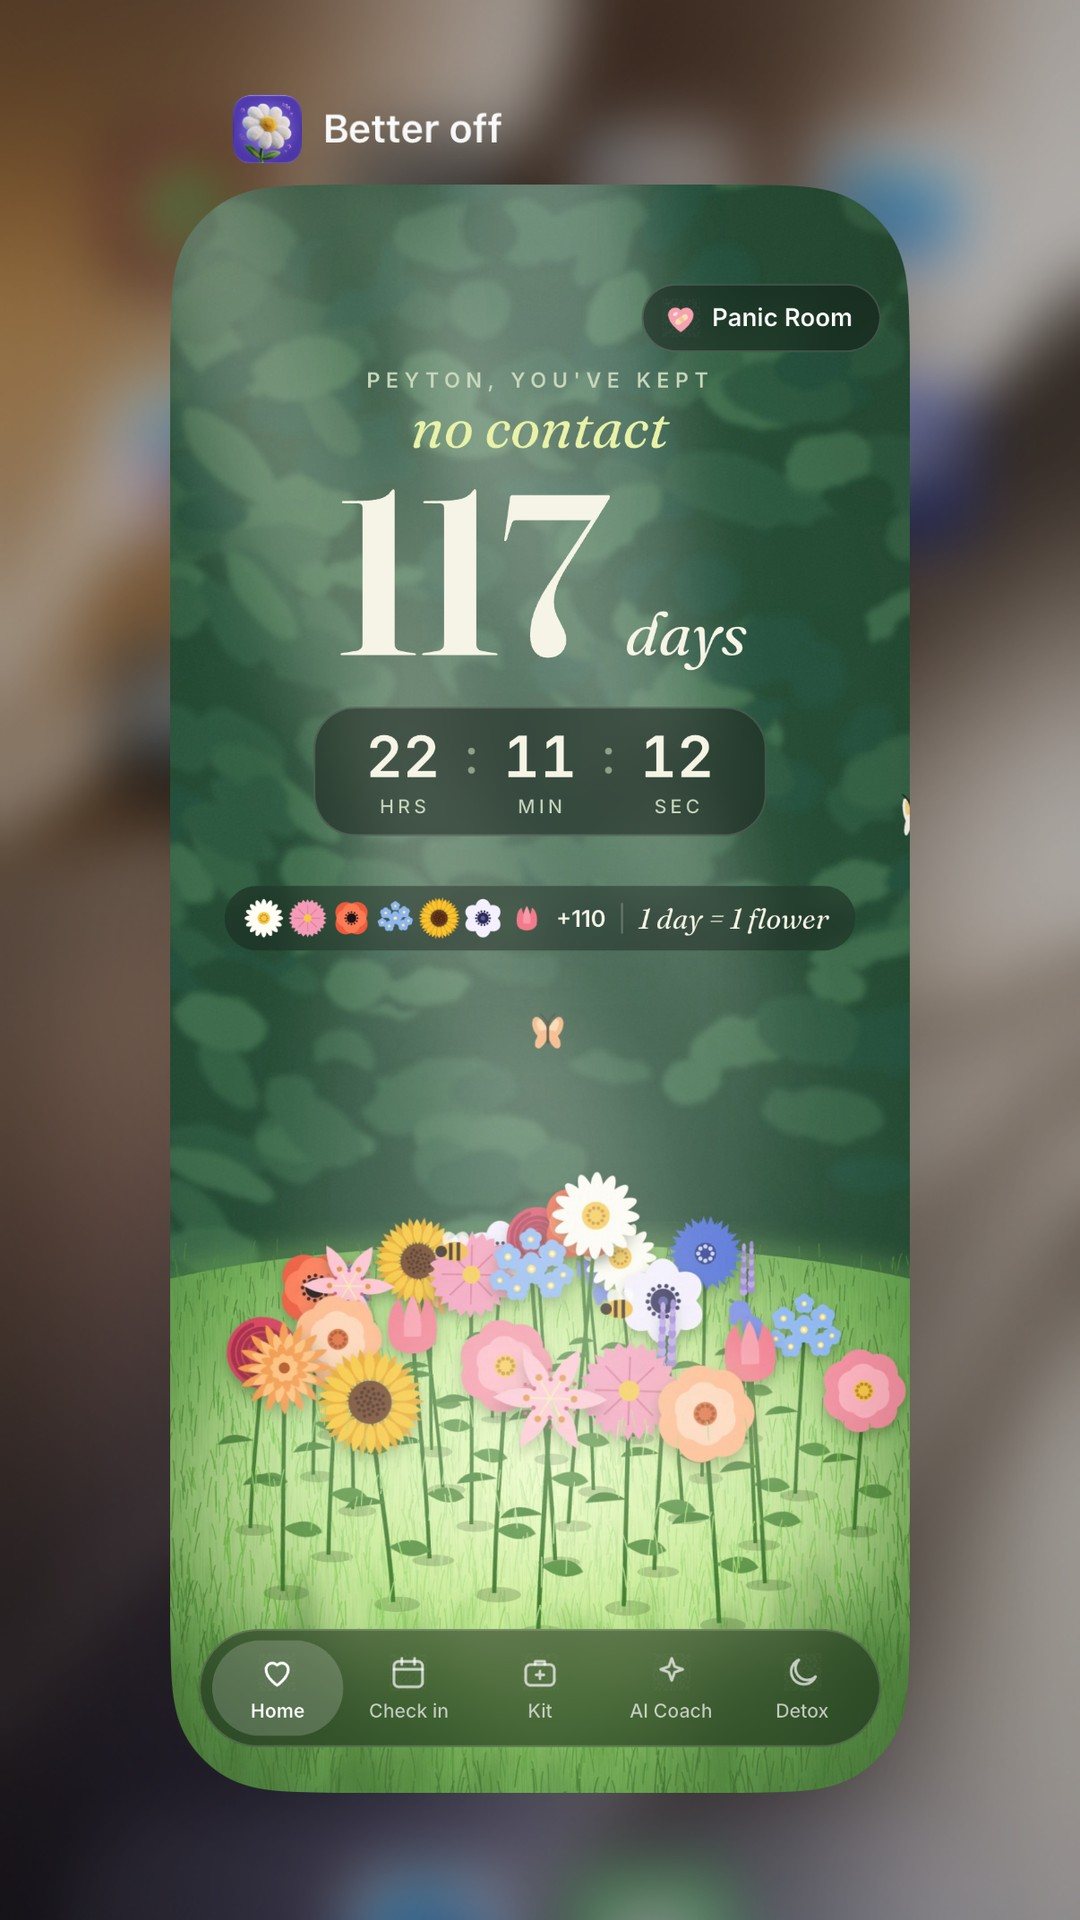 Better off
Panic Room
PEYTON, YOU'VE KEPT
no contact
117 days
22 : 11 : 12
HRS MIN SEC
+110 | 1 day = 1 flower
Home Check in Kit AI Coach Detox